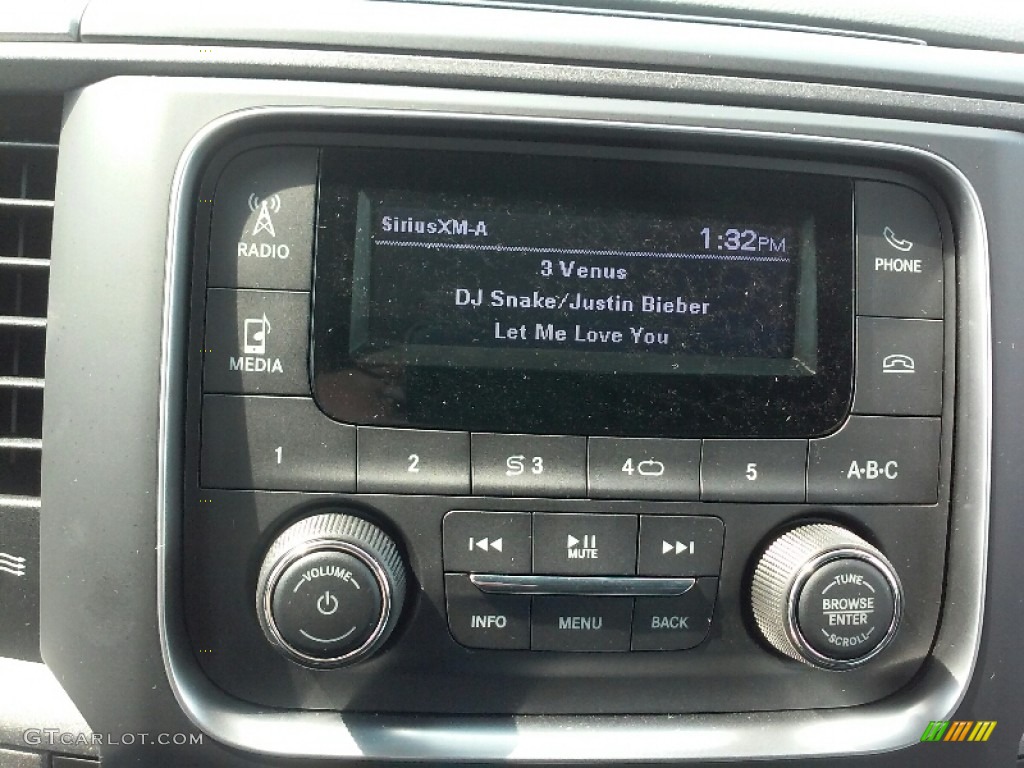 SiriusXM-A
1:32PM
3 Venus
DJ Snake/Justin Bieber
Let Me Love You
RADIO
MEDIA
PHONE
1
2
3
4
5
A·B·C
VOLUME
MUTE
INFO
MENU
BACK
TUNE
BROWSE
ENTER
SCROLL
GTcarlot.com